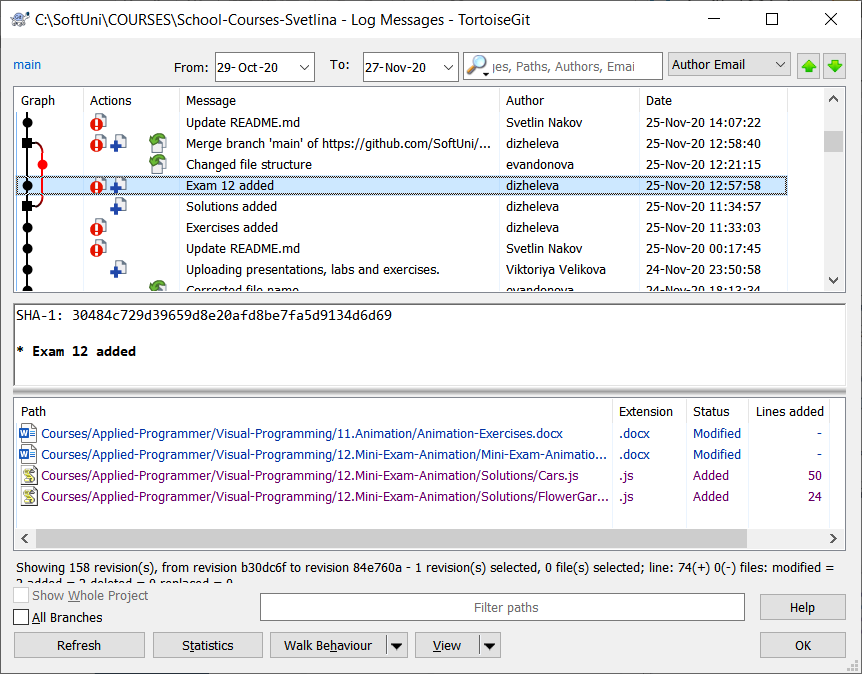 C:\SoftUni\COURSES\School-Courses-Svetlina - Log Messages - TortoiseGit
main From: 29-Oct-20 To: 27-Nov-20 ges, Paths, Authors, Emai Author Email
Graph Actions Message Author Date
Update README.md Svetlin Nakov 25-Nov-20 14:07:22
Merge branch 'main' of https://github.com/SoftUni/... dizheleva 25-Nov-20 12:58:40
Changed file structure evandonova 25-Nov-20 12:21:15
Exam 12 added dizheleva 25-Nov-20 12:57:58
Solutions added dizheleva 25-Nov-20 11:34:57
Exercises added dizheleva 25-Nov-20 11:33:03
Update README.md Svetlin Nakov 25-Nov-20 00:17:45
Uploading presentations, labs and exercises. Viktoriya Velikova 24-Nov-20 23:50:58
Corrected file name evandonova 24-Nov-20 18:13:34
SHA-1: 30484c729d39659d8e20afd8be7fa5d9134d6d69
* Exam 12 added
Path Extension Status Lines added
Courses/Applied-Programmer/Visual-Programming/11.Animation/Animation-Exercises.docx .docx Modified -
Courses/Applied-Programmer/Visual-Programming/12.Mini-Exam-Animation/Mini-Exam-Animatio... .docx Modified -
Courses/Applied-Programmer/Visual-Programming/12.Mini-Exam-Animation/Solutions/Cars.js .js Added 50
Courses/Applied-Programmer/Visual-Programming/12.Mini-Exam-Animation/Solutions/FlowerGar... .js Added 24
Showing 158 revision(s), from revision b30dc6f to revision 84e760a - 1 revision(s) selected, 0 file(s) selected; line: 74(+) 0(-) files: modified =
2 added = 2 deleted = 0 replaced = 0
Show Whole Project
All Branches Filter paths Help
Refresh Statistics Walk Behaviour View OK